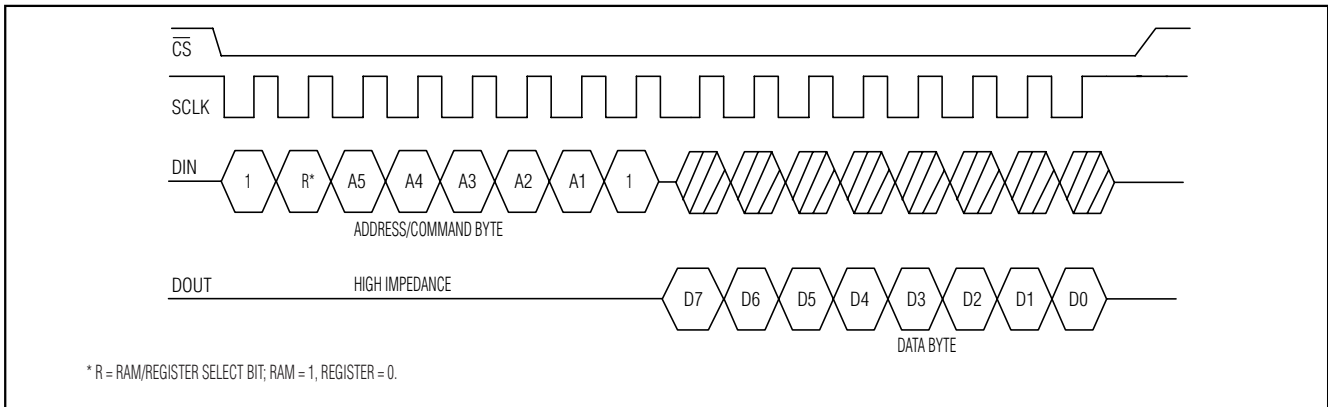 CS
SCLK
DIN
1 R* A5 A4 A3 A2 A1 1
ADDRESS/COMMAND BYTE
DOUT
HIGH IMPEDANCE
D7 D6 D5 D4 D3 D2 D1 D0
DATA BYTE
* R = RAM/REGISTER SELECT BIT; RAM = 1, REGISTER = 0.